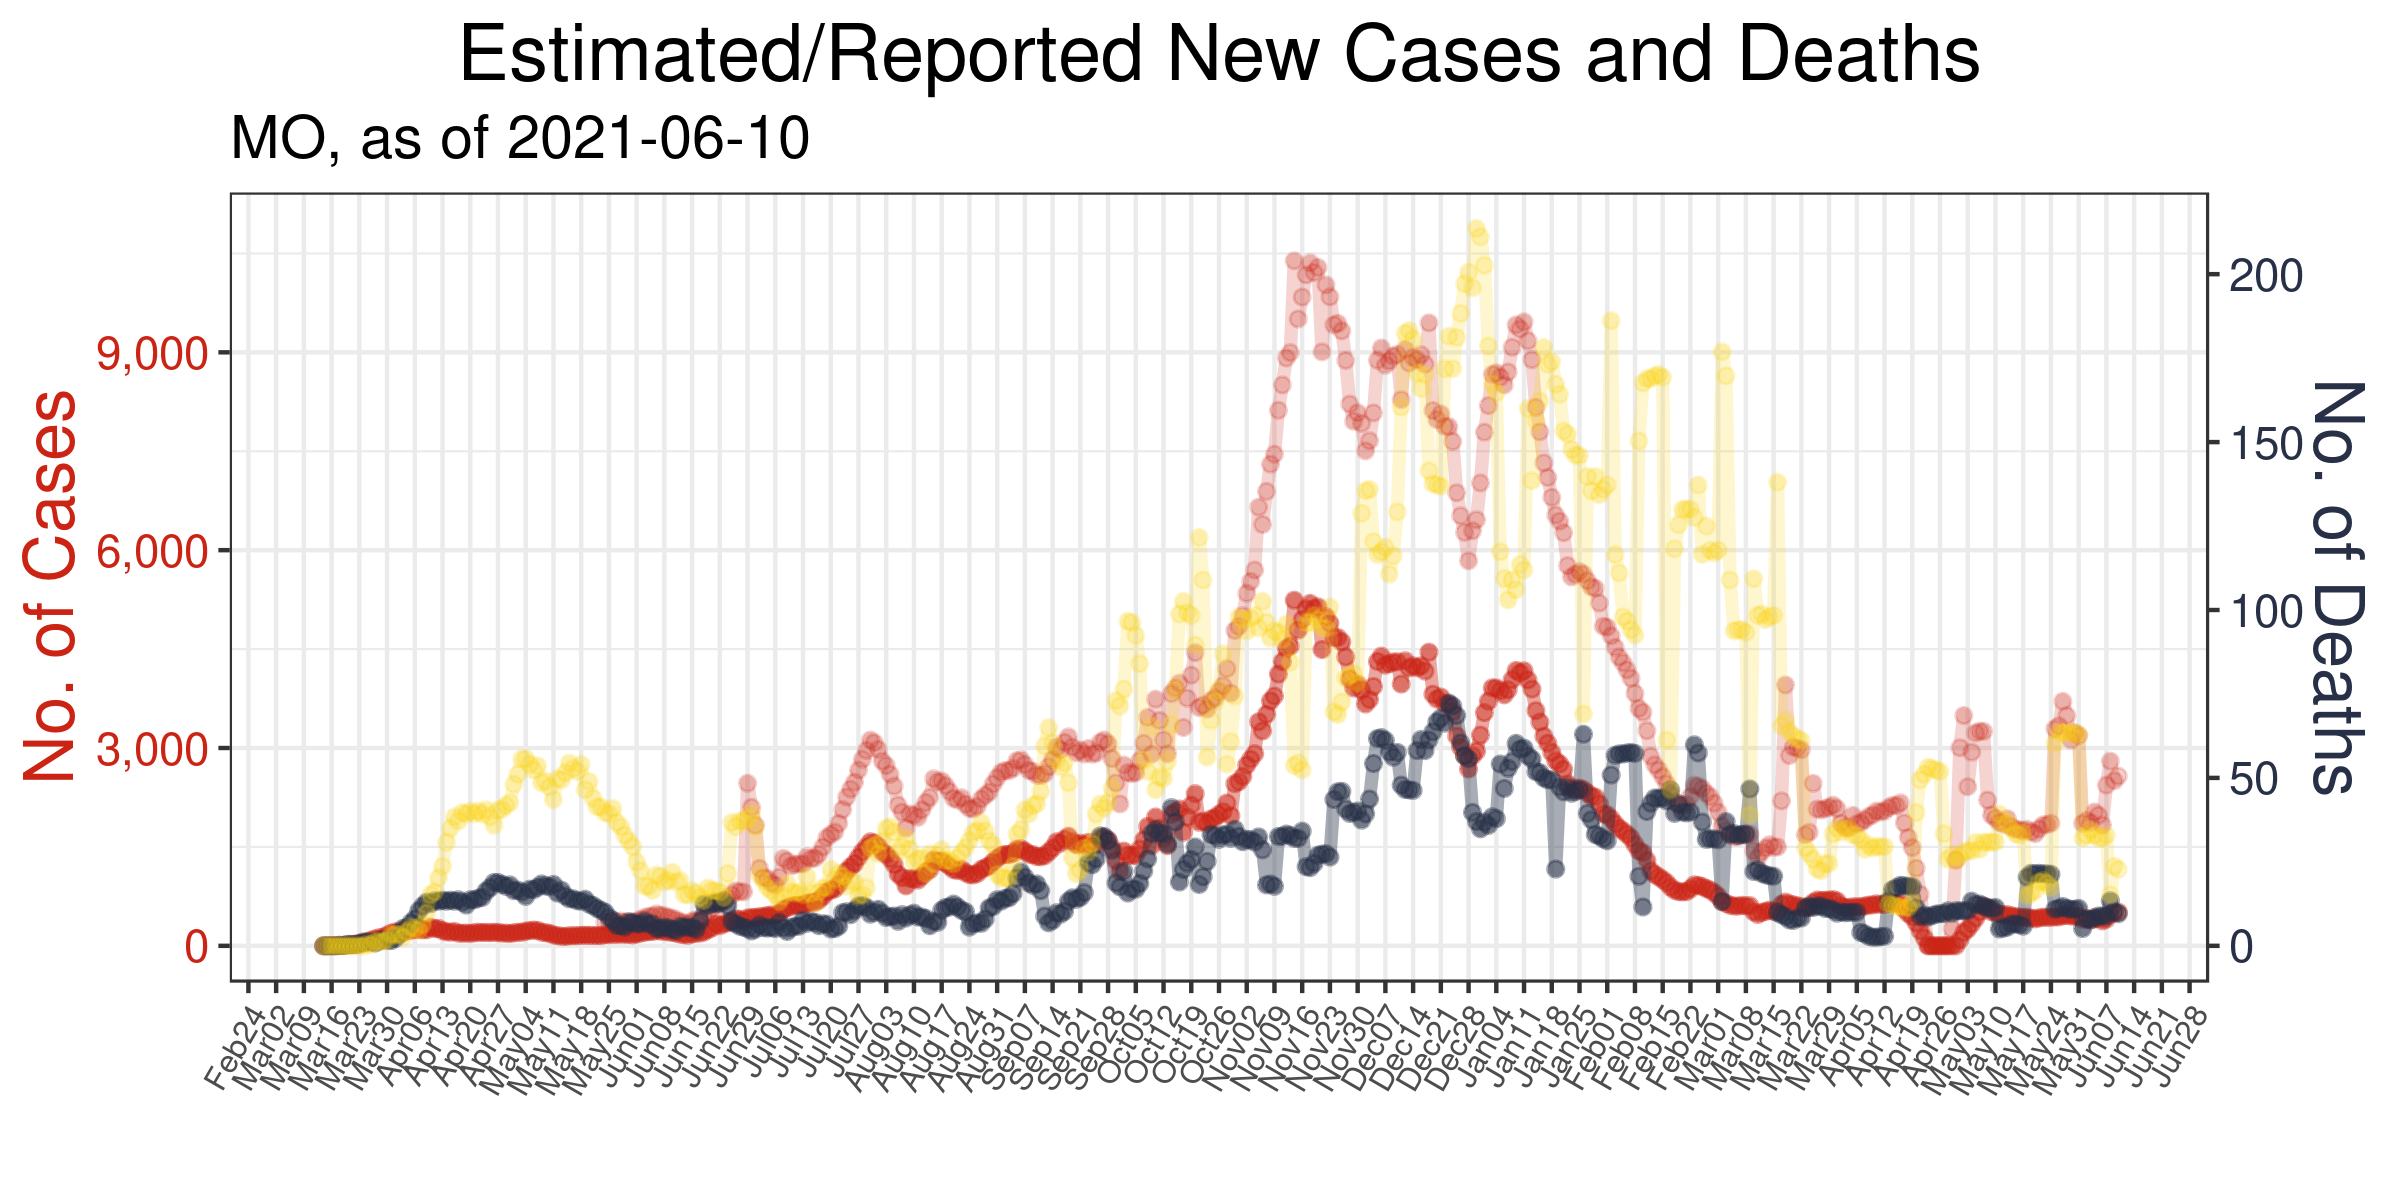 Estimated/Reported New Cases and Deaths
MO, as of 2021-06-10
No. of Cases
9,000
6,000
3,000
0
200
150
100
50
0
No. of Deaths
Feb24
Mar02
Mar09
Mar16
Mar23
Mar30
Apr06
Apr13
Apr20
Apr27
May04
May11
May18
May25
Jun01
Jun08
Jun15
Jun22
Jun29
Jul06
Jul13
Jul20
Jul27
Aug03
Aug10
Aug17
Aug24
Aug31
Sep07
Sep14
Sep21
Sep28
Oct05
Oct12
Oct19
Oct26
Nov02
Nov09
Nov16
Nov23
Nov30
Dec07
Dec14
Dec21
Dec28
Jan04
Jan11
Jan18
Jan25
Feb01
Feb08
Feb15
Feb22
Mar01
Mar08
Mar15
Mar22
Mar29
Apr05
Apr12
Apr19
Apr26
May03
May10
May17
May24
May31
Jun07
Jun14
Jun21
Jun28